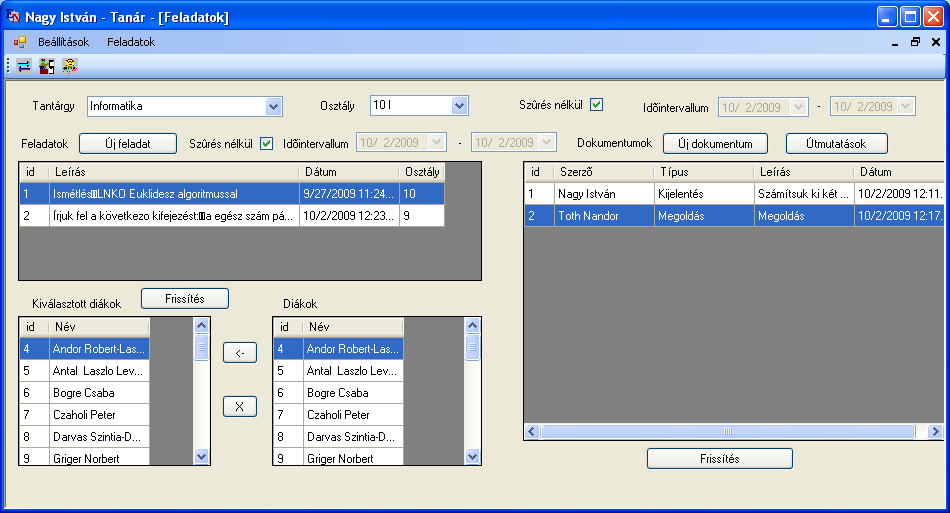 Nagy István - Tanár - [Feladatok]
Beállítások Feladatok
Tantárgy Informatika Osztály 10 I Szûrés nélkül Idõintervallum 10/ 2/2009 - 10/ 2/2009
Feladatok Új feladat Szûrés nélkül Idõintervallum 10/ 2/2009 - 10/ 2/2009 Dokumentumok Új dokumentum Útmutatások
id Leírás Dátum Osztály
1 Ismétlés▯LNKO Euklidesz algoritmussal 9/27/2009 11:24... 10
2 Írjuk fel a következo kifejezést:▯a egész szám pá... 10/2/2009 12:23... 9
id Szerzõ Típus Leírás Dátum
1 Nagy István Kijelentés Számítsuk ki két ... 10/2/2009 12:11.
2 Toth Nandor Megoldás Megoldás 10/2/2009 12:17.
Kiválasztott diákok Frissítés Diákok
id Név
4 Andor Robert-Las...
5 Antal Laszlo Lev...
6 Bogre Csaba
7 Czaholi Peter
8 Darvas Szintia-D...
9 Griger Norbert
<-
X
id Név
4 Andor Robert-Las...
5 Antal Laszlo Lev...
6 Bogre Csaba
7 Czaholi Peter
8 Darvas Szintia-D...
9 Griger Norbert
Frissítés